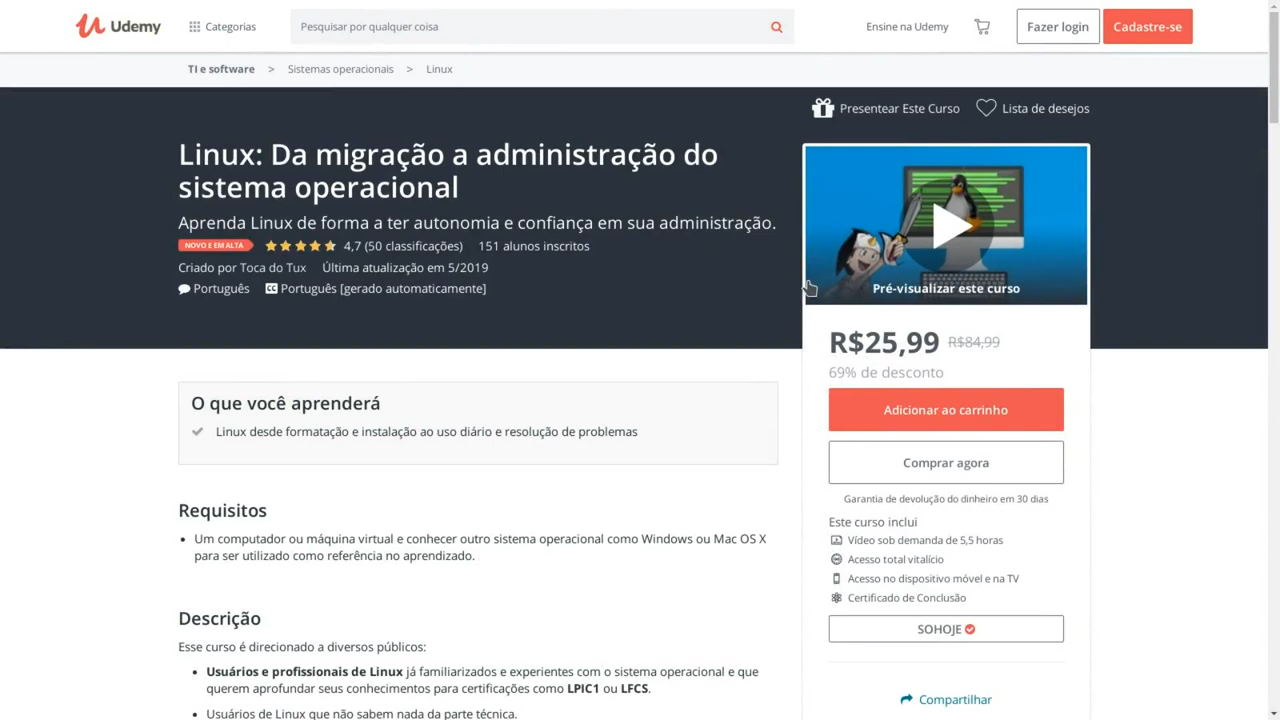 Udemy
Categorias
Pesquisar por qualquer coisa
Ensine na Udemy
Fazer login
Cadastre-se
TI e software > Sistemas operacionais > Linux
Presentear Este Curso
Lista de desejos
Linux: Da migração a administração do
sistema operacional
Aprenda Linux de forma a ter autonomia e confiança em sua administração.
NOVO E EM ALTA 4,7 (50 classificações) 151 alunos inscritos
Criado por Toca do Tux Última atualização em 5/2019
Português Português [gerado automaticamente]
Pré-visualizar este curso
R$25,99 R$84,99
69% de desconto
Adicionar ao carrinho
Comprar agora
Garantia de devolução do dinheiro em 30 dias
Este curso inclui
Vídeo sob demanda de 5,5 horas
Acesso total vitalício
Acesso no dispositivo móvel e na TV
Certificado de Conclusão
SOHOJE
Compartilhar
O que você aprenderá
Linux desde formatação e instalação ao uso diário e resolução de problemas
Requisitos
• Um computador ou máquina virtual e conhecer outro sistema operacional como Windows ou Mac OS X
para ser utilizado como referência no aprendizado.
Descrição
Esse curso é direcionado a diversos públicos:
• Usuários e profissionais de Linux já familiarizados e experientes com o sistema operacional e que
querem aprofundar seus conhecimentos para certificações como LPIC1 ou LFCS.
• Usuários de Linux que não sabem nada da parte técnica.